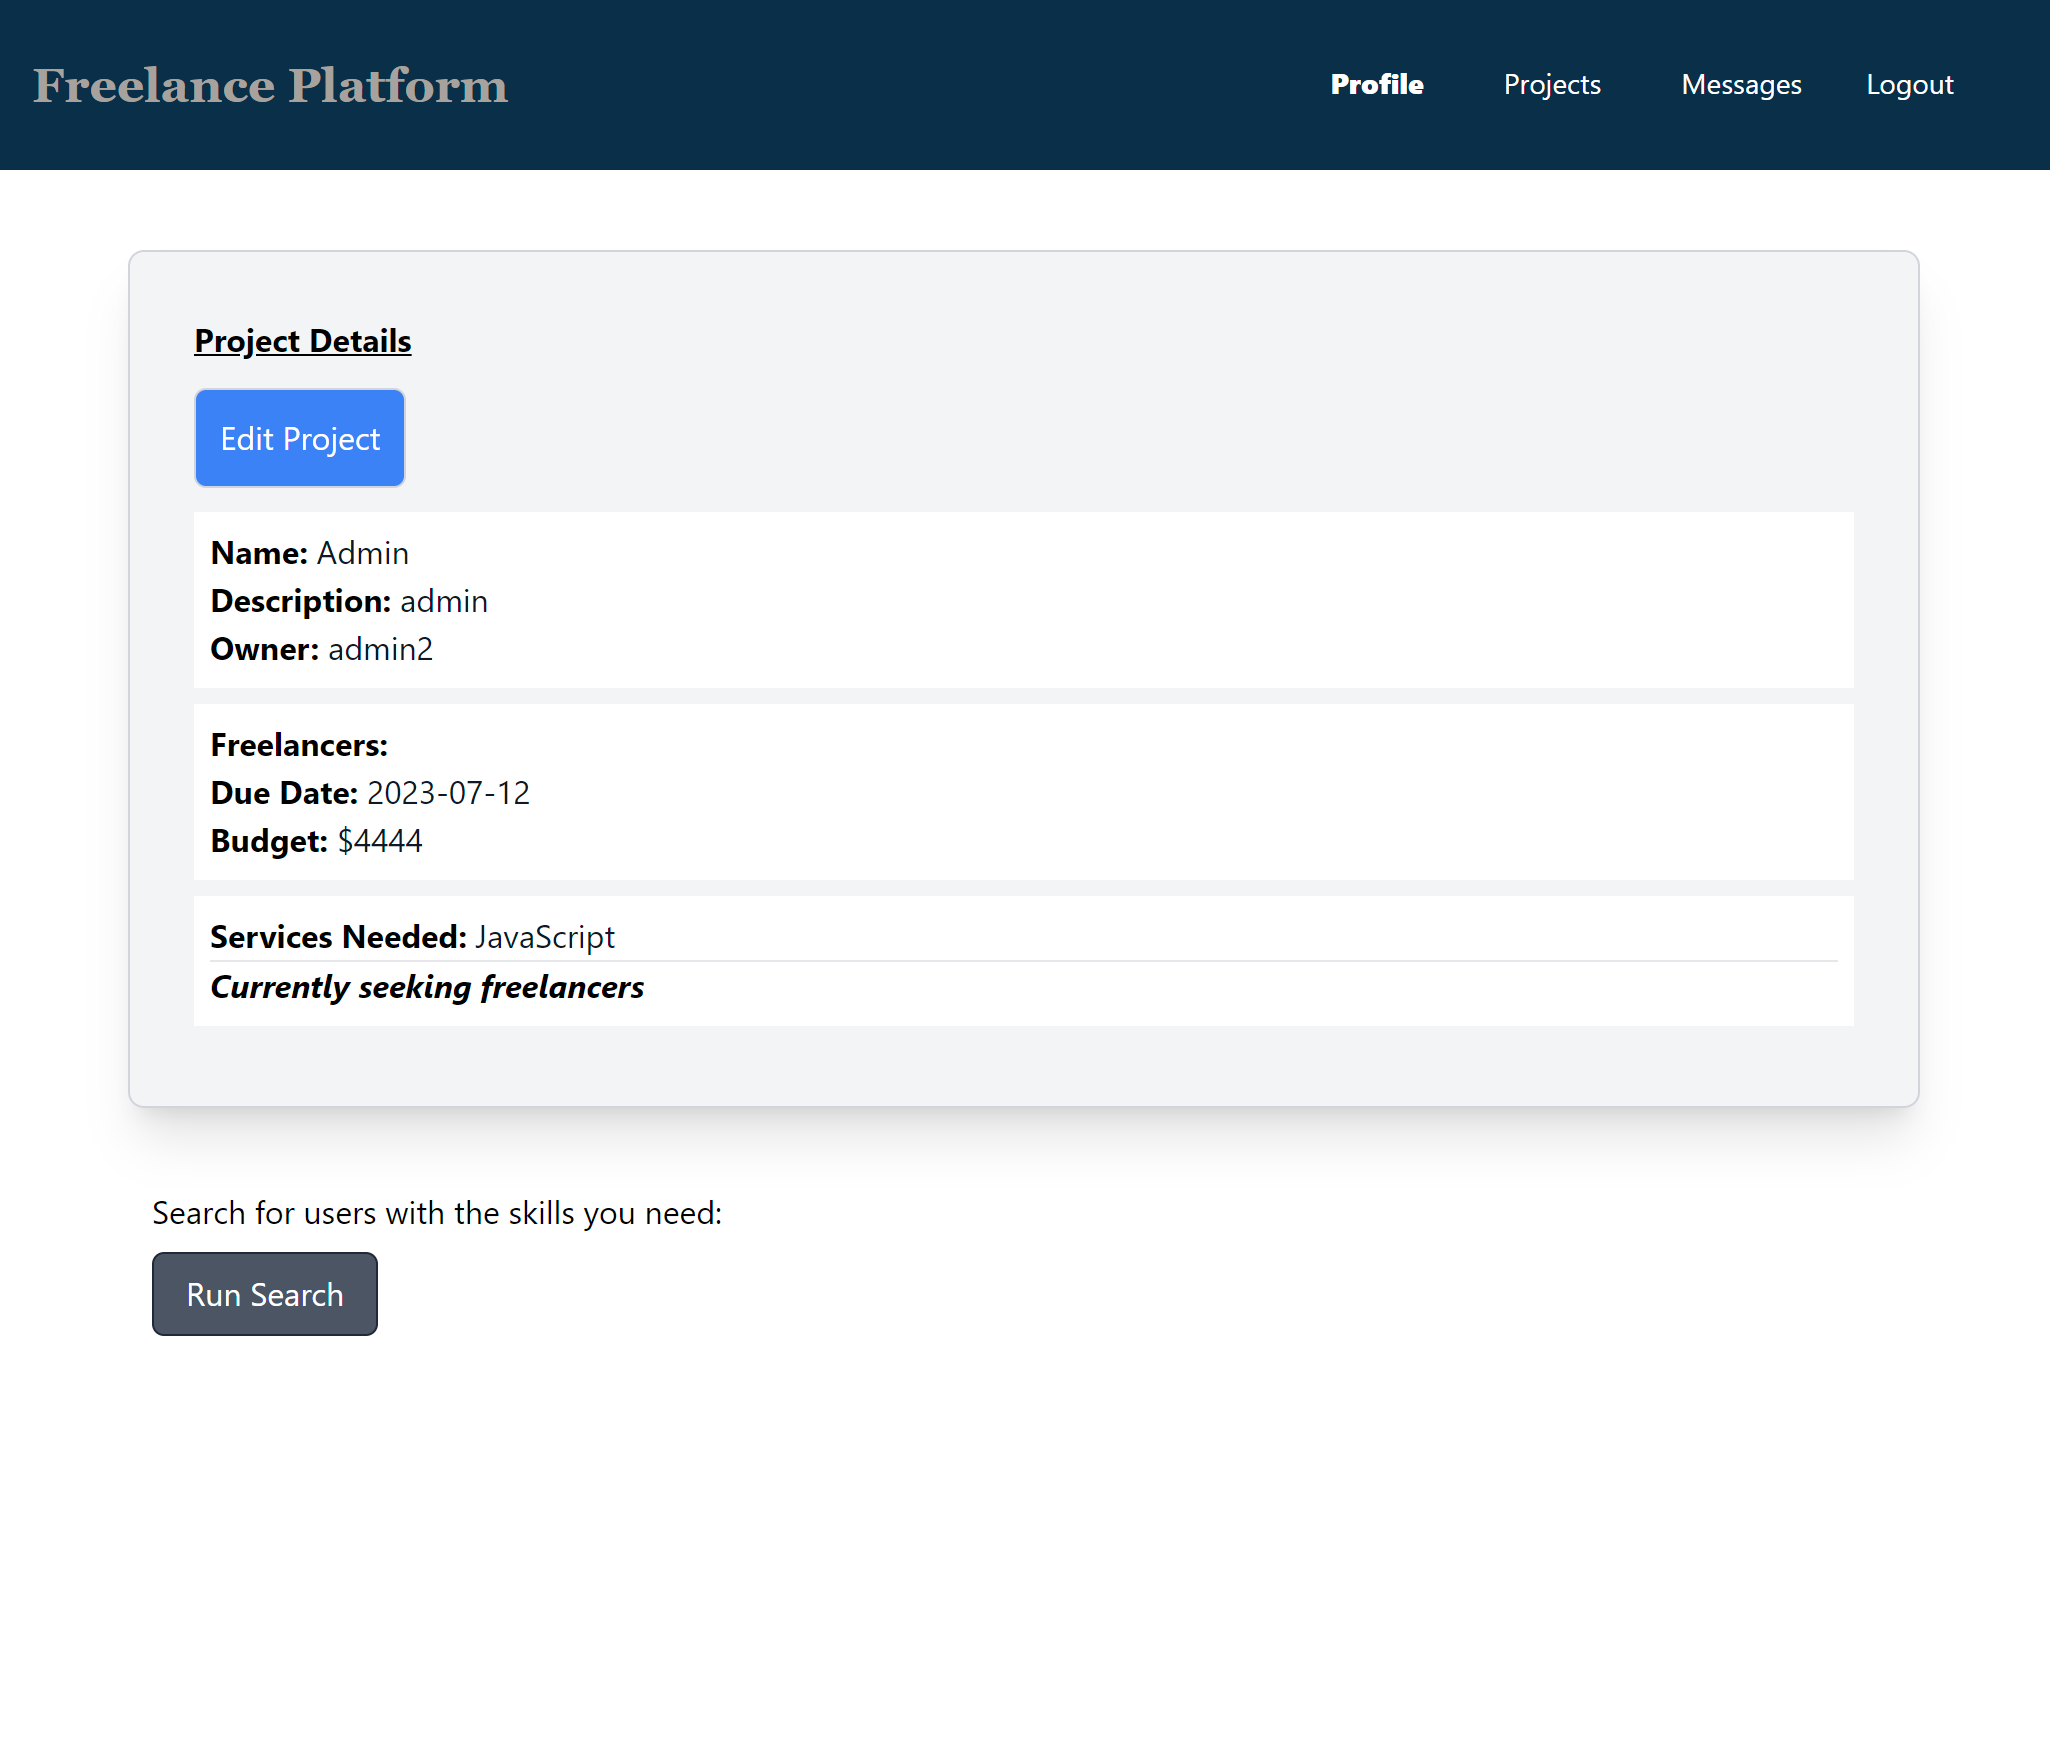 Freelance Platform
Profile Projects Messages Logout
Project Details
Edit Project
Name: Admin
Description: admin
Owner: admin2
Freelancers:
Due Date: 2023-07-12
Budget: $4444
Services Needed: JavaScript
Currently seeking freelancers
Search for users with the skills you need:
Run Search